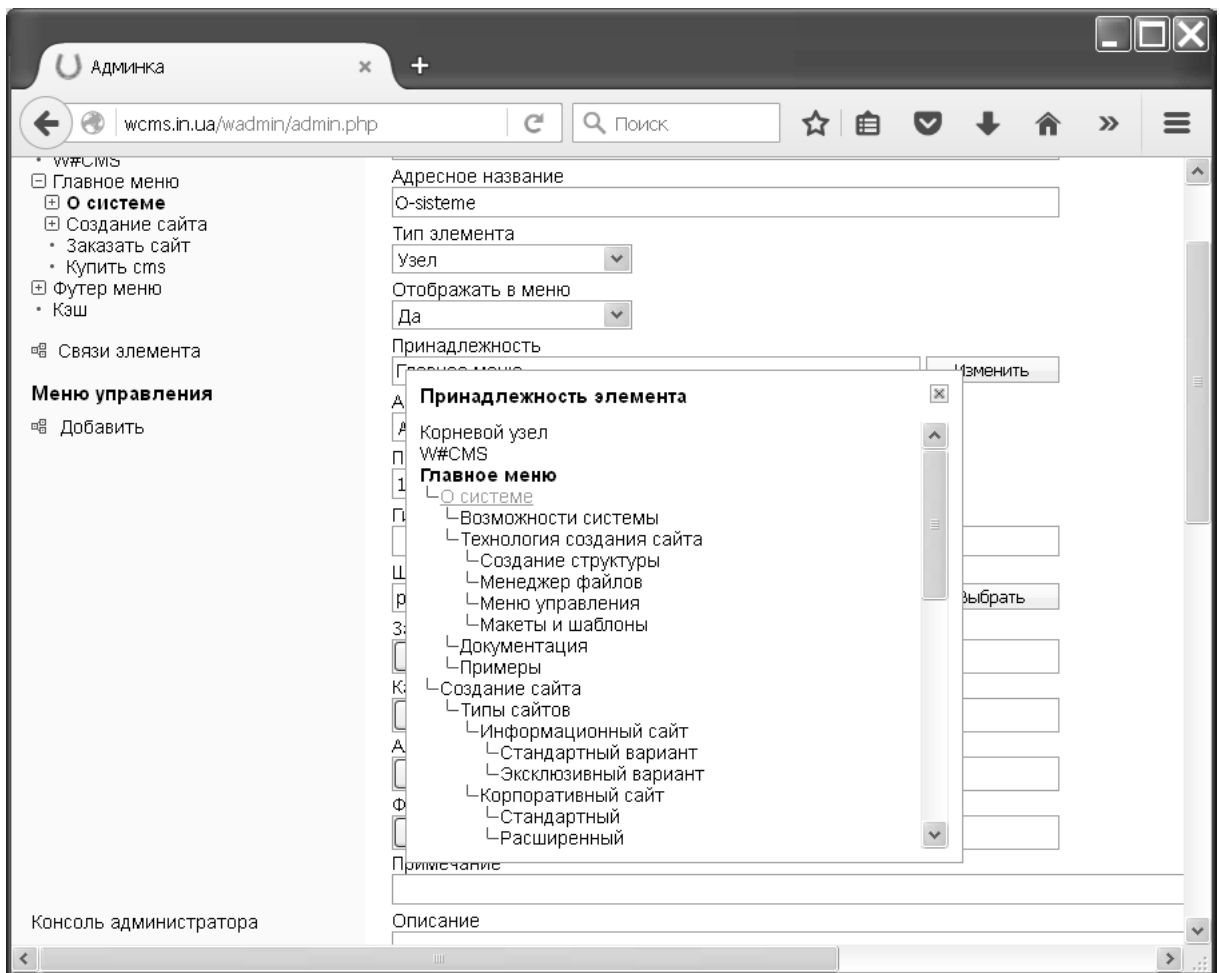 Админка
wcms.in.ua/wadmin/admin.php
Поиск
W#CMS
Главное меню
О системе
Создание сайта
Заказать сайт
Купить cms
Футер меню
Кэш
Связи элемента
Меню управления
Добавить
Консоль администратора
Адресное название
O-sisteme
Тип элемента
Узел
Отображать в меню
Да
Принадлежность
Главное меню
Изменить
Принадлежность элемента
Корневой узел
W#CMS
Главное меню
О системе
Возможности системы
Технология создания сайта
Создание структуры
Менеджер файлов
Меню управления
Макеты и шаблоны
Документация
Примеры
Создание сайта
Типы сайтов
Информационный сайт
Стандартный вариант
Эксклюзивный вариант
Корпоративный сайт
Стандартный
Расширенный
Выбрать
Примечание
Описание